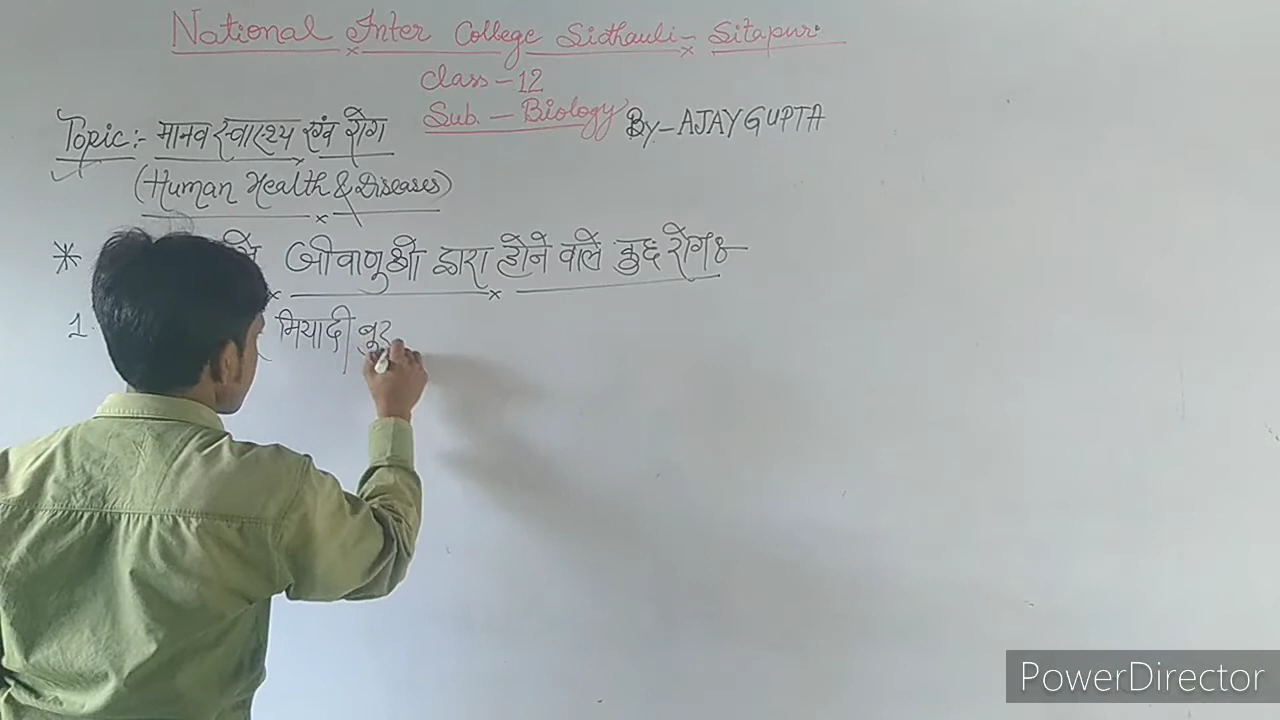 National Inter College Sidhauli - Sitapur
Class - 12
Sub. - Biology By - AJAY GUPTA
Topic :- मानव स्वास्थ्य एवं रोग
(Human Health & Diseases)
* जीवाणुओ द्वारा होने वाले कुछ रोग :-
1. मियादी बुर
PowerDirector